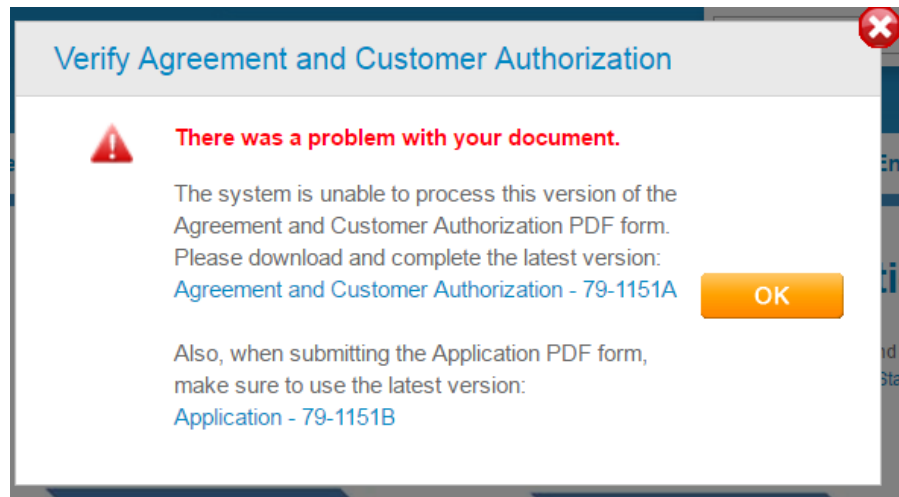 Verify Agreement and Customer Authorization
There was a problem with your document.
The system is unable to process this version of the
Agreement and Customer Authorization PDF form.
Please download and complete the latest version:
Agreement and Customer Authorization - 79-1151A
OK
Also, when submitting the Application PDF form,
make sure to use the latest version:
Application - 79-1151B